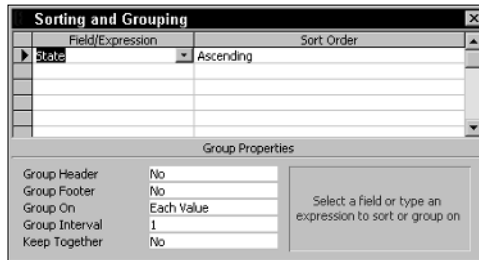 Sorting and Grouping
Field/Expression Sort Order
State Ascending
Group Properties
Group Header No
Group Footer No
Group On Each Value
Group Interval 1
Keep Together No
Select a field or type an
expression to sort or group on